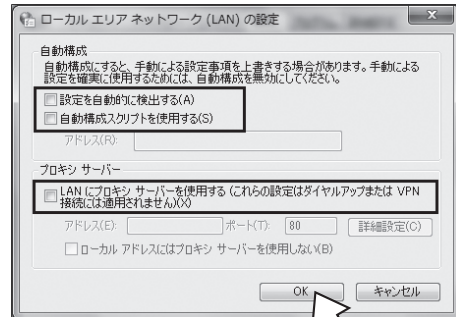 ローカル エリア ネットワーク (LAN) の設定
自動構成
自動構成にすると、手動による設定事項を上書きする場合があります。手動による
設定を確実に使用するためには、自動構成を無効にしてください。
設定を自動的に検出する(A)
自動構成スクリプトを使用する(S)
アドレス(R):
プロキシ サーバー
LAN にプロキシ サーバーを使用する (これらの設定はダイヤルアップまたは VPN
接続には適用されません)(X)
アドレス(E): ポート(T): 80 詳細設定(C)
ローカル アドレスにはプロキシ サーバーを使用しない(B)
OK キャンセル